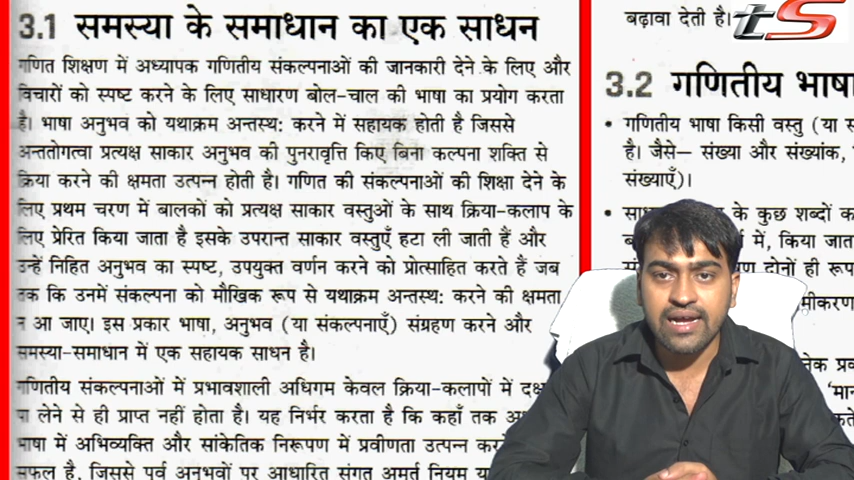 3.1 समस्या के समाधान का एक साधन
गणित शिक्षण में अध्यापक गणितीय संकल्पनाओं की जानकारी देने के लिए और
विचारों को स्पष्ट करने के लिए साधारण बोल-चाल की भाषा का प्रयोग करता
है। भाषा अनुभव को यथाक्रम अन्तस्थः करने में सहायक होती है जिससे
अन्ततोगत्वा प्रत्यक्ष साकार अनुभव की पुनरावृत्ति किए बिना कल्पना शक्ति से
क्रिया करने की क्षमता उत्पन्न होती है। गणित की संकल्पनाओं की शिक्षा देने के
लिए प्रथम चरण में बालकों को प्रत्यक्ष साकार वस्तुओं के साथ क्रिया-कलाप के
लिए प्रेरित किया जाता है इसके उपरान्त साकार वस्तुएँ हटा ली जाती हैं और
उन्हें निहित अनुभव का स्पष्ट, उपयुक्त वर्णन करने को प्रोत्साहित करते हैं जब
तक कि उनमें संकल्पना को मौखिक रूप से यथाक्रम अन्तस्थः करने की क्षमता
न आ जाए। इस प्रकार भाषा, अनुभव (या संकल्पनाएँ) संग्रहण करने और
समस्या-समाधान में एक सहायक साधन है।
गणितीय संकल्पनाओं में प्रभावशाली अधिगम केवल क्रिया-कलापों में
पा लेने से ही प्राप्त नहीं होता है। यह निर्भर करता है कि कहाँ तक
भाषा में अभिव्यक्ति और सांकेतिक निरूपण में प्रवीणता उत्पन्न
सफल है, जिससे पूर्व अनुभवों पर आधारित संगत अमूर्त नियम
बढ़ावा देती है।
tS
3.2 गणितीय भाषा
• गणितीय भाषा किसी वस्तु (या
है। जैसे— संख्या और संख्यांक,
संख्याएँ)।
• के कुछ शब्दों
में, किया
दोनों ही रूप